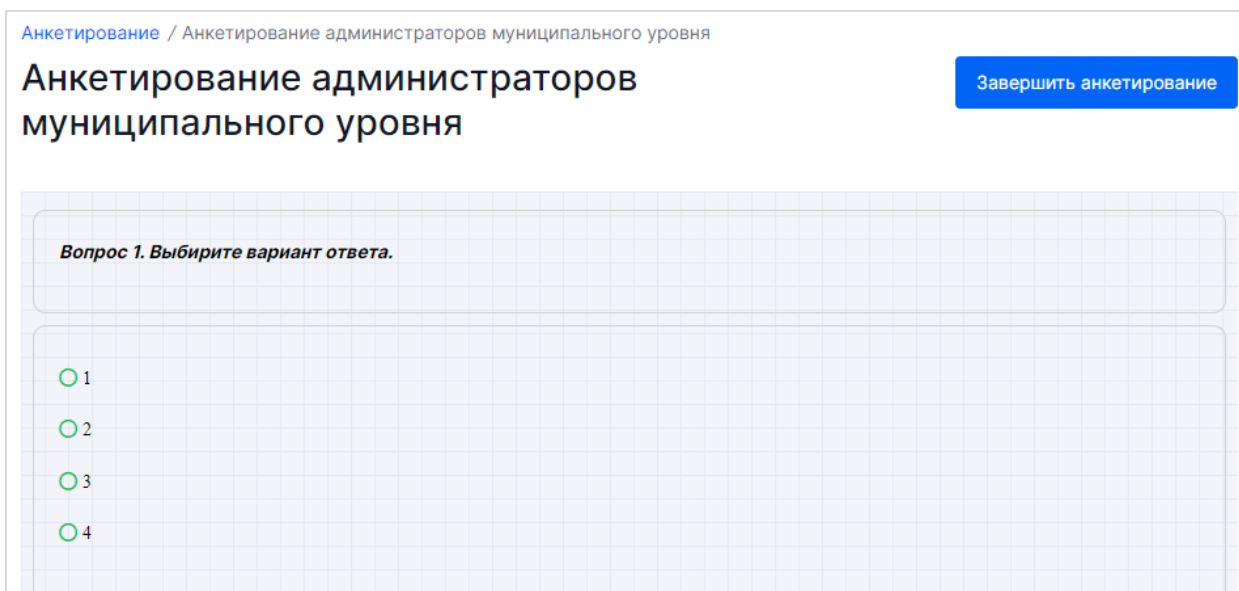 Анкетирование / Анкетирование администраторов муниципального уровня
Анкетирование администраторов
муниципального уровня
Завершить анкетирование
Вопрос 1. Выбирите вариант ответа.
1
2
3
4